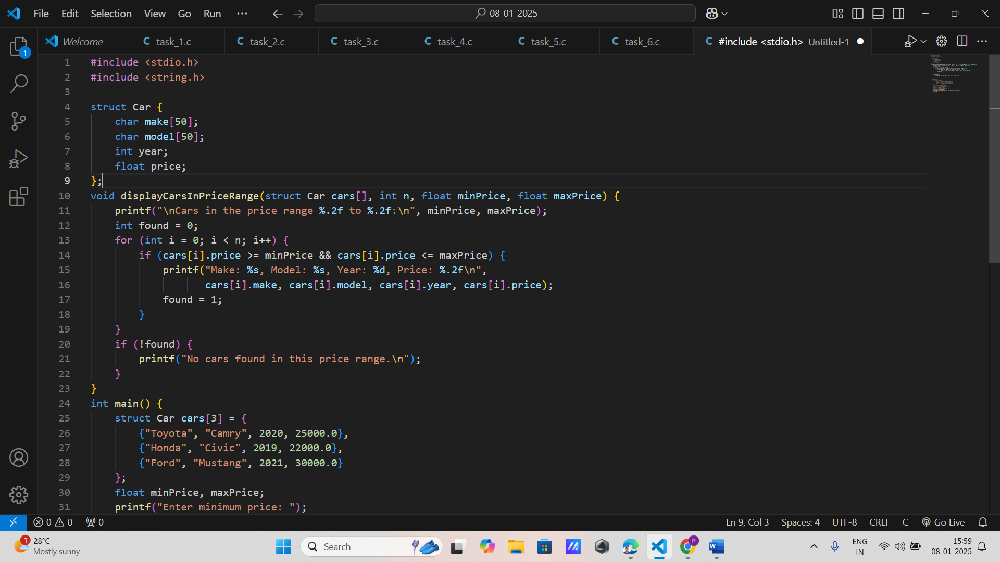 File Edit Selection View Go Run ··· 08-01-2025
Welcome task_1.c task_2.c task_3.c task_4.c task_5.c task_6.c #include <stdio.h> Untitled-1
1 #include <stdio.h>
2 #include <string.h>
3
4 struct Car {
5 char make[50];
6 char model[50];
7 int year;
8 float price;
9 };
10 void displayCarsInPriceRange(struct Car cars[], int n, float minPrice, float maxPrice) {
11 printf("\nCars in the price range %.2f to %.2f:\n", minPrice, maxPrice);
12 int found = 0;
13 for (int i = 0; i < n; i++) {
14 if (cars[i].price >= minPrice && cars[i].price <= maxPrice) {
15 printf("Make: %s, Model: %s, Year: %d, Price: %.2f\n",
16 cars[i].make, cars[i].model, cars[i].year, cars[i].price);
17 found = 1;
18 }
19 }
20 if (!found) {
21 printf("No cars found in this price range.\n");
22 }
23 }
24 int main() {
25 struct Car cars[3] = {
26 {"Toyota", "Camry", 2020, 25000.0},
27 {"Honda", "Civic", 2019, 22000.0},
28 {"Ford", "Mustang", 2021, 30000.0}
29 };
30 float minPrice, maxPrice;
31 printf("Enter minimum price: ");
0 0 0 Ln 9, Col 3 Spaces: 4 UTF-8 CRLF C Go Live
1 28°C
Mostly sunny
Search
ENG
IN
15:59
08-01-2025